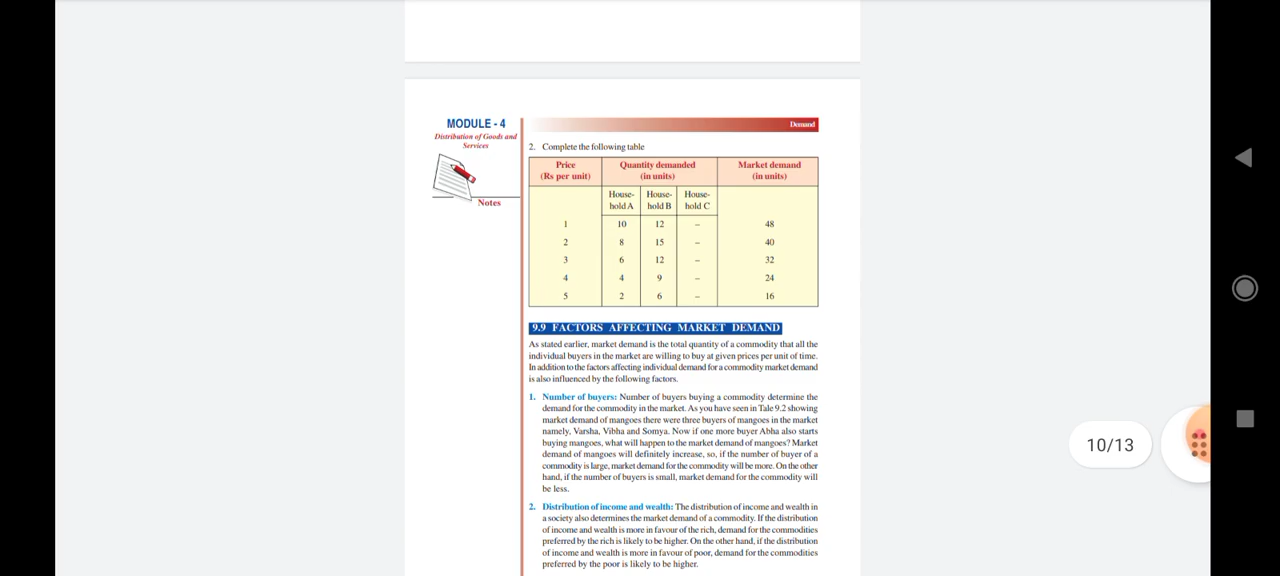 MODULE - 4
Distribution of Goods and
Services
Notes
Demand
2. Complete the following table
Price Quantity demanded Market demand
(Rs per unit) (in units) (in units)
House- House- House-
hold A hold B hold C
1 10 12 – 48
2 8 15 – 40
3 6 12 – 32
4 4 9 – 24
5 2 6 – 16
9.9 FACTORS AFFECTING MARKET DEMAND
As stated earlier, market demand is the total quantity of a commodity that all the
individual buyers in the market are willing to buy at given prices per unit of time.
In addition to the factors affecting individual demand for a commodity market demand
is also influenced by the following factors.
1. Number of buyers: Number of buyers buying a commodity determine the
demand for the commodity in the market. As you have seen in Tale 9.2 showing
market demand of mangoes there were three buyers of mangoes in the market
namely, Varsha, Vibha and Somya. Now if one more buyer Abha also starts
buying mangoes, what will happen to the market demand of mangoes? Market
demand of mangoes will definitely increase, so, if the number of buyer of a
commodity is large, market demand for the commodity will be more. On the other
hand, if the number of buyers is small, market demand for the commodity will
be less.
2. Distribution of income and wealth: The distribution of income and wealth in
a society also determines the market demand of a commodity. If the distribution
of income and wealth is more in favour of the rich, demand for the commodities
preferred by the rich is likely to be higher. On the other hand, if the distribution
of income and wealth is more in favour of poor, demand for the commodities
preferred by the poor is likely to be higher.
10/13